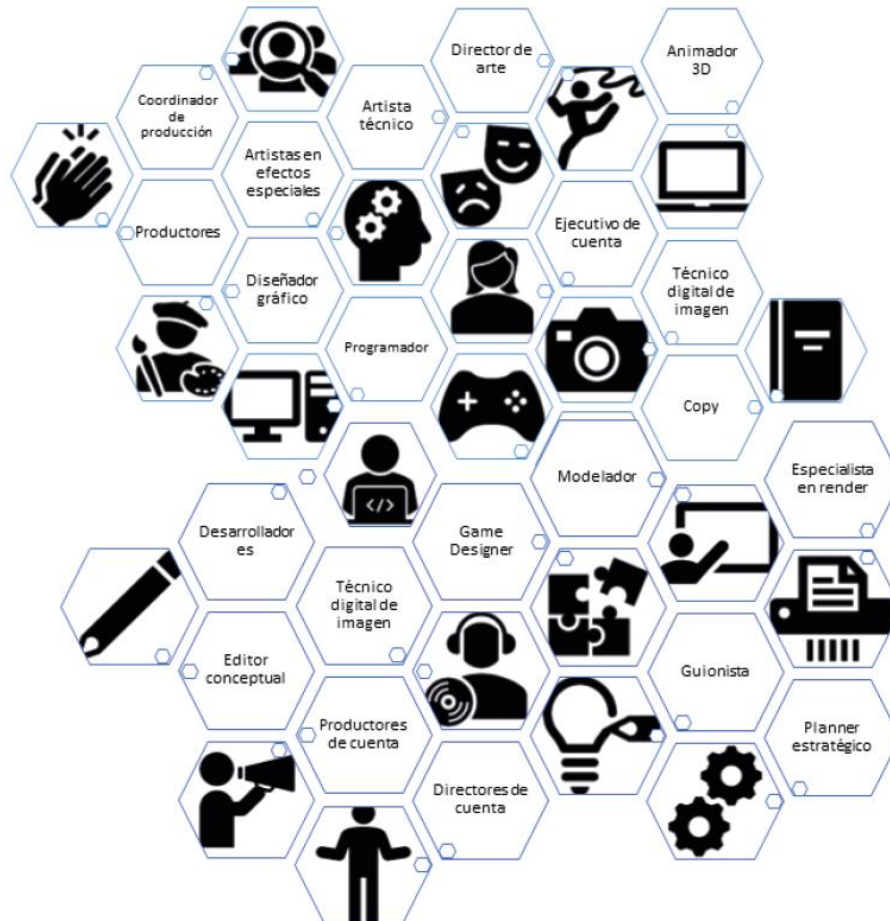 Director de
arte
Animador
3D
Coordinador
de
producción
Artista
técnico
Artistas en
efectos
especiales
Productores
Ejecutivo de
cuenta
Diseñador
gráfico
Técnico
digital de
imagen
Programador
Copy
Modelador
Especialista
en render
Desarrollador
es
Game
Designer
</>
Técnico
digital de
imagen
Editor
conceptual
Guionista
Productores
de cuenta
Planner
estratégico
Directores de
cuenta